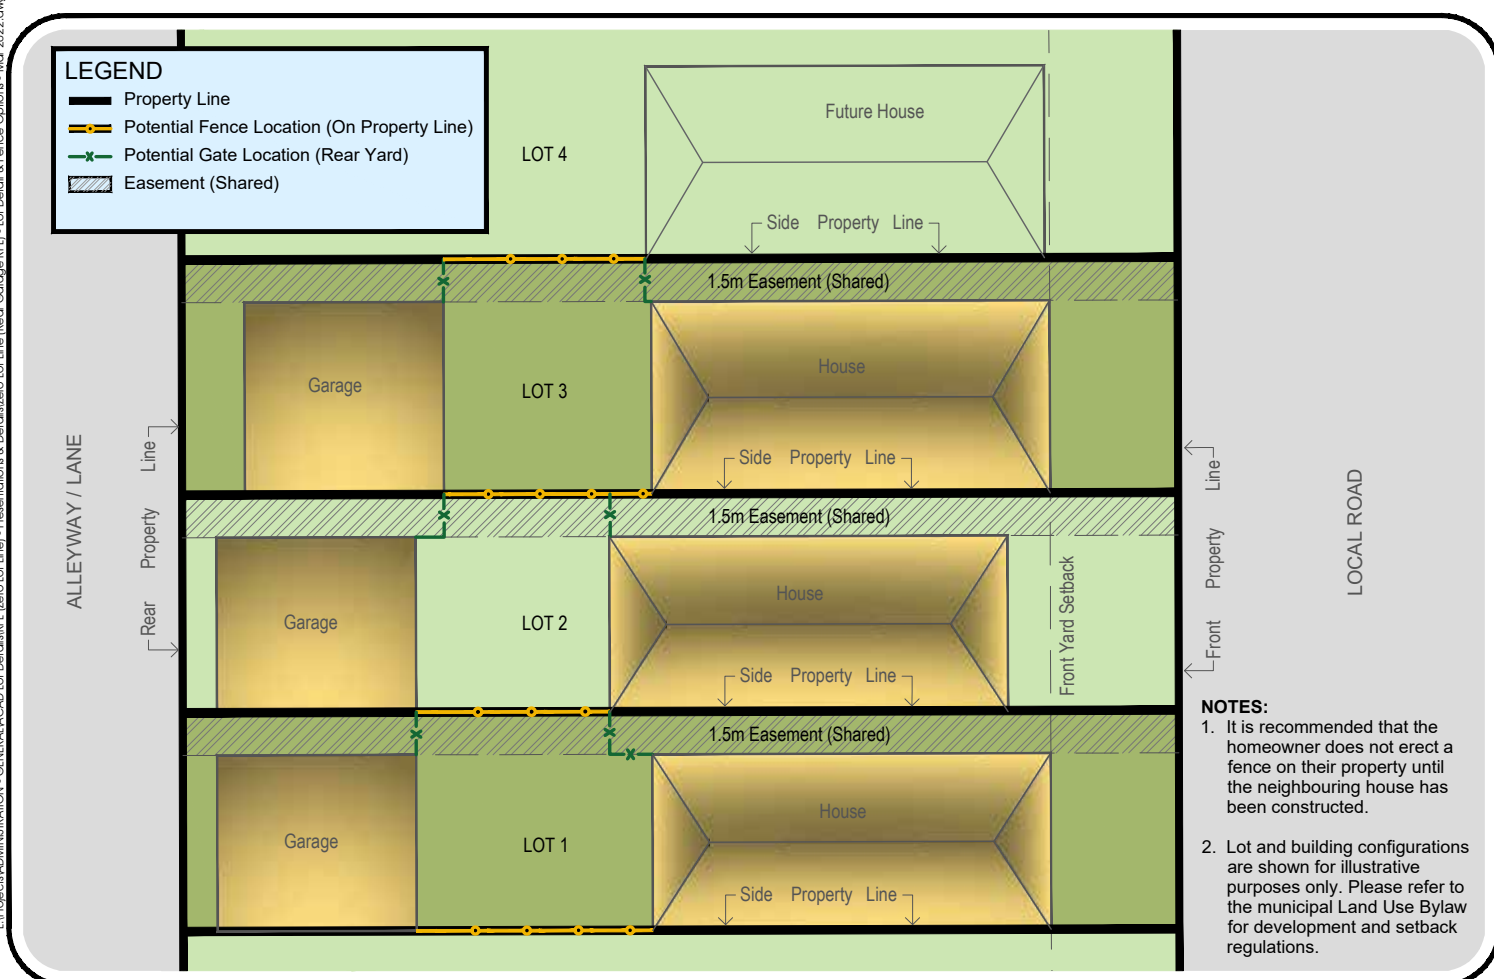 LEGEND
Property Line
Potential Fence Location (On Property Line)
Potential Gate Location (Rear Yard)
Easement (Shared)
LOT 4
Future House
Side Property Line
1.5m Easement (Shared)
Garage
LOT 3
House
Side Property Line
1.5m Easement (Shared)
Garage
LOT 2
House
Side Property Line
Front Yard Setback
1.5m Easement (Shared)
Garage
LOT 1
House
Side Property Line
ALLEYWAY / LANE
Rear Property Line
Front Property Line
LOCAL ROAD
NOTES:
1. It is recommended that the
homeowner does not erect a
fence on their property until
the neighbouring house has
been constructed.
2. Lot and building configurations
are shown for illustrative
purposes only. Please refer to
the municipal Land Use Bylaw
for development and setback
regulations.